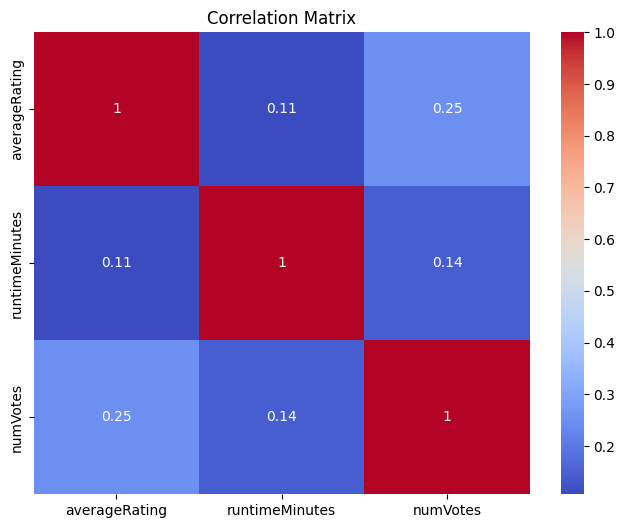 Correlation Matrix
averageRating
runtimeMinutes
numVotes
1 0.11 0.25
0.11 1 0.14
0.25 0.14 1
averageRating runtimeMinutes numVotes
1.0
0.9
0.8
0.7
0.6
0.5
0.4
0.3
0.2